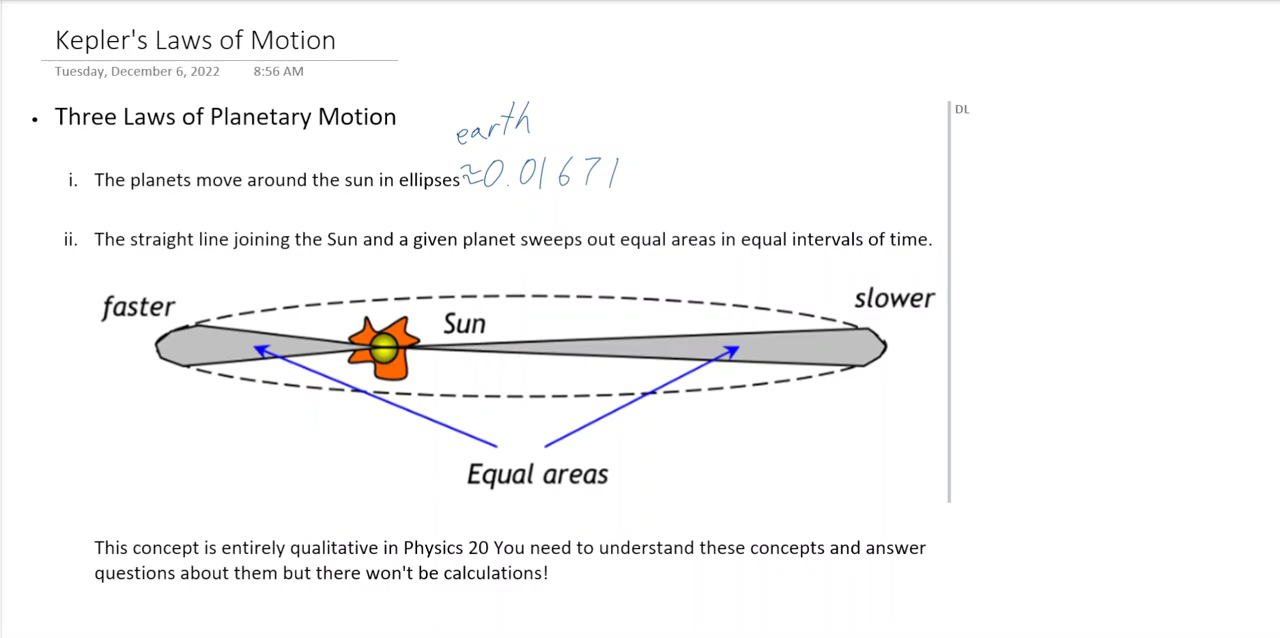 Kepler's Laws of Motion
Tuesday, December 6, 2022 8:56 AM
• Three Laws of Planetary Motion
earth
DL
i. The planets move around the sun in ellipses ≈0.01671
ii. The straight line joining the Sun and a given planet sweeps out equal areas in equal intervals of time.
faster
slower
Sun
Equal areas
This concept is entirely qualitative in Physics 20 You need to understand these concepts and answer
questions about them but there won't be calculations!